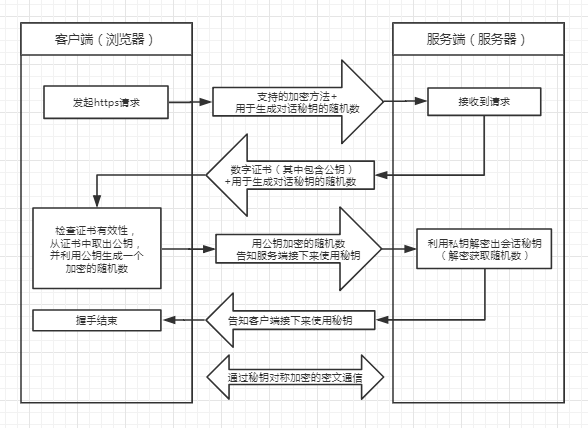 客户端（浏览器）
服务端（服务器）
发起https请求
支持的加密方法+
用于生成对话秘钥的随机数
接收到请求
数字证书（其中包含公钥）
+用于生成对话秘钥的随机数
检查证书有效性，
从证书中取出公钥，
并利用公钥生成一个
加密的随机数
用公钥加密的随机数
告知服务端接下来使用秘钥
利用私钥解密出会话秘钥
（解密获取随机数）
握手结束
告知客户端接下来使用秘钥
通过秘钥对称加密的密文通信